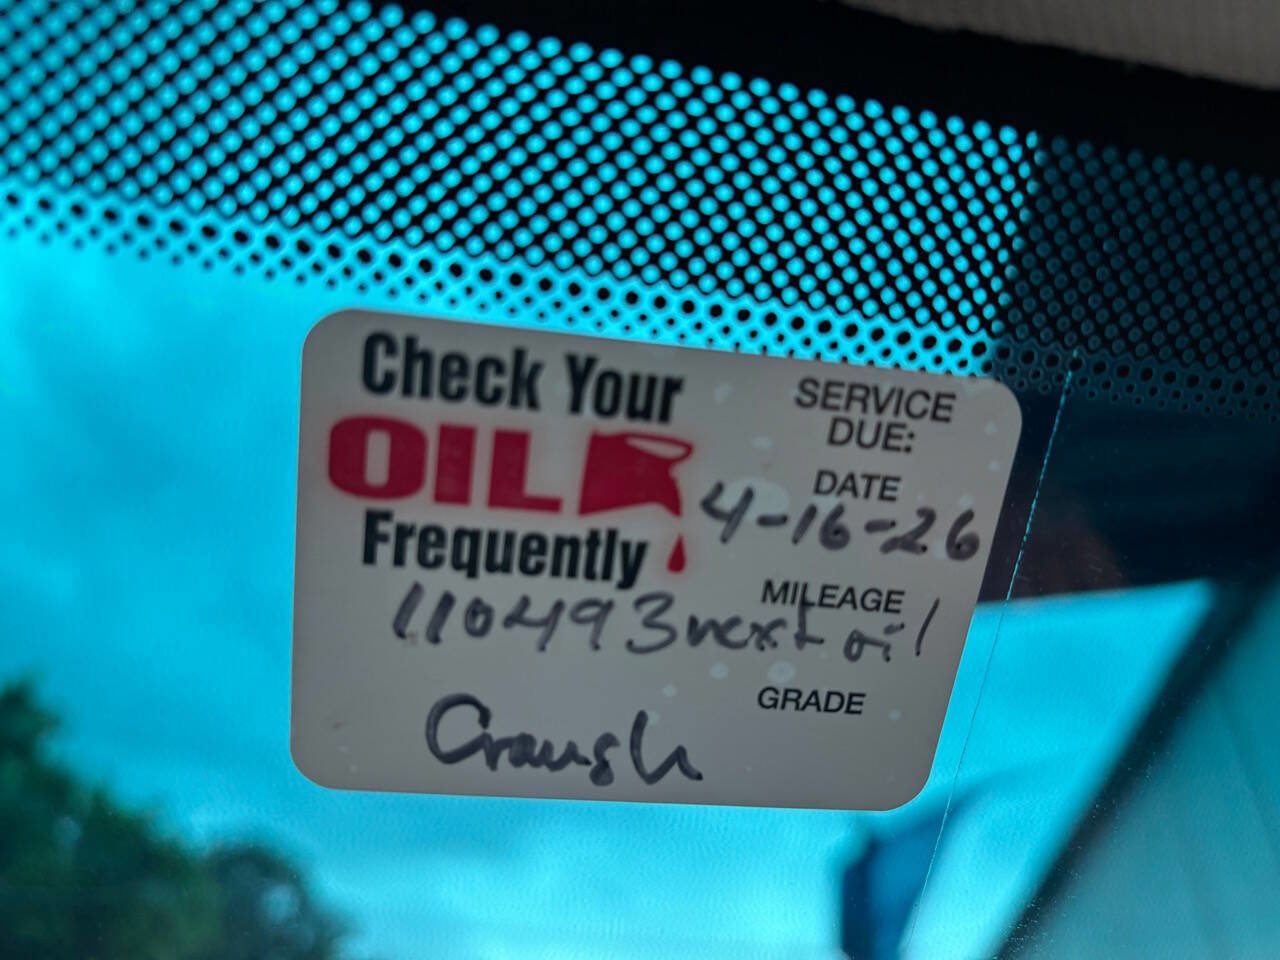 Check Your
OIL
Frequently
SERVICE
DUE:
DATE
4-16-26
MILEAGE
110493 next oil
GRADE